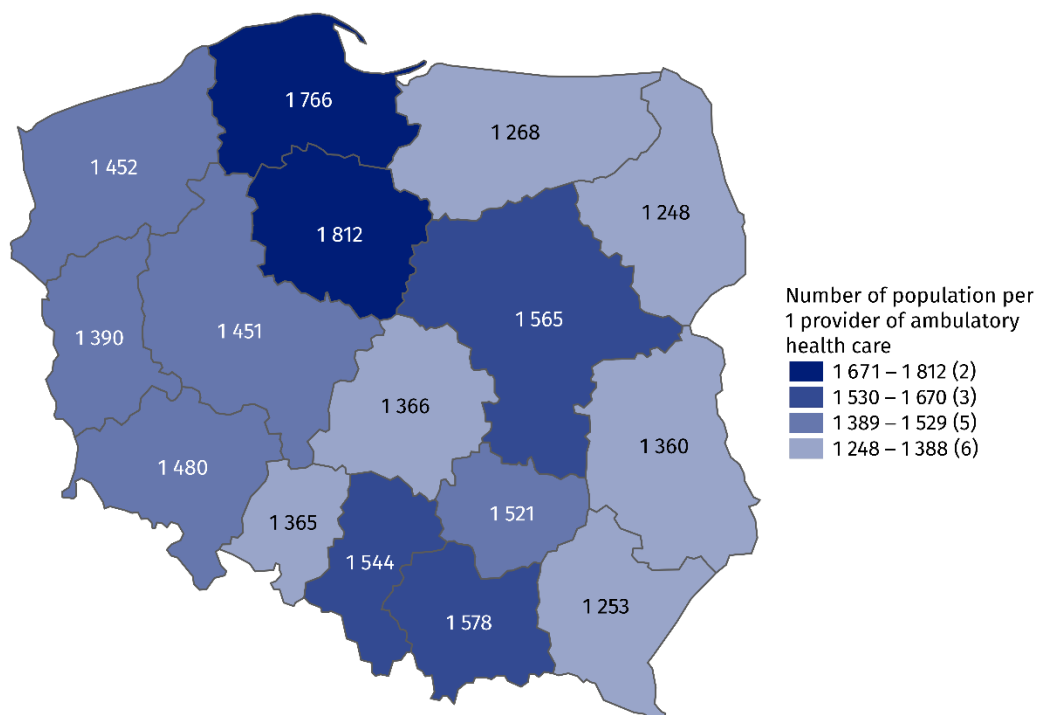 1 766
1 268
1 452
1 248
1 812
1 565
1 451
1 390
1 366
1 360
1 480
1 521
1 365
1 544
1 253
1 578
Number of population per
1 provider of ambulatory
health care
1 671 – 1 812 (2)
1 530 – 1 670 (3)
1 389 – 1 529 (5)
1 248 – 1 388 (6)